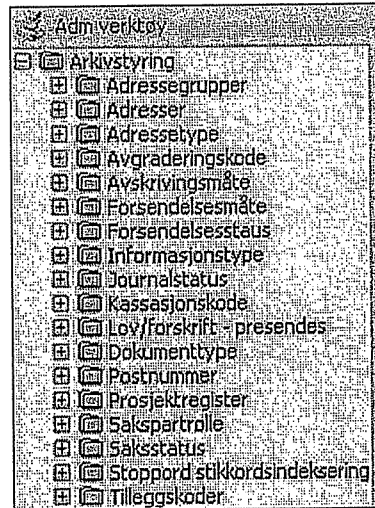 Adm verktøy
Arkivstyring
Adressegrupper
Adresser
Adressetype
Avgraderingskode
Avskrivingsmåte
Forsendelsesmåte
Forsendelsesstaus
Informasjonstype
Journalstatus
Kassasjonskode
Lov/forskrift - presendes
Dokumenttype
Postnummer
Prosjektregister
Sakspartrolle
Saksstatus
Stoppord stikkordsindeksering
Tilleggskoder